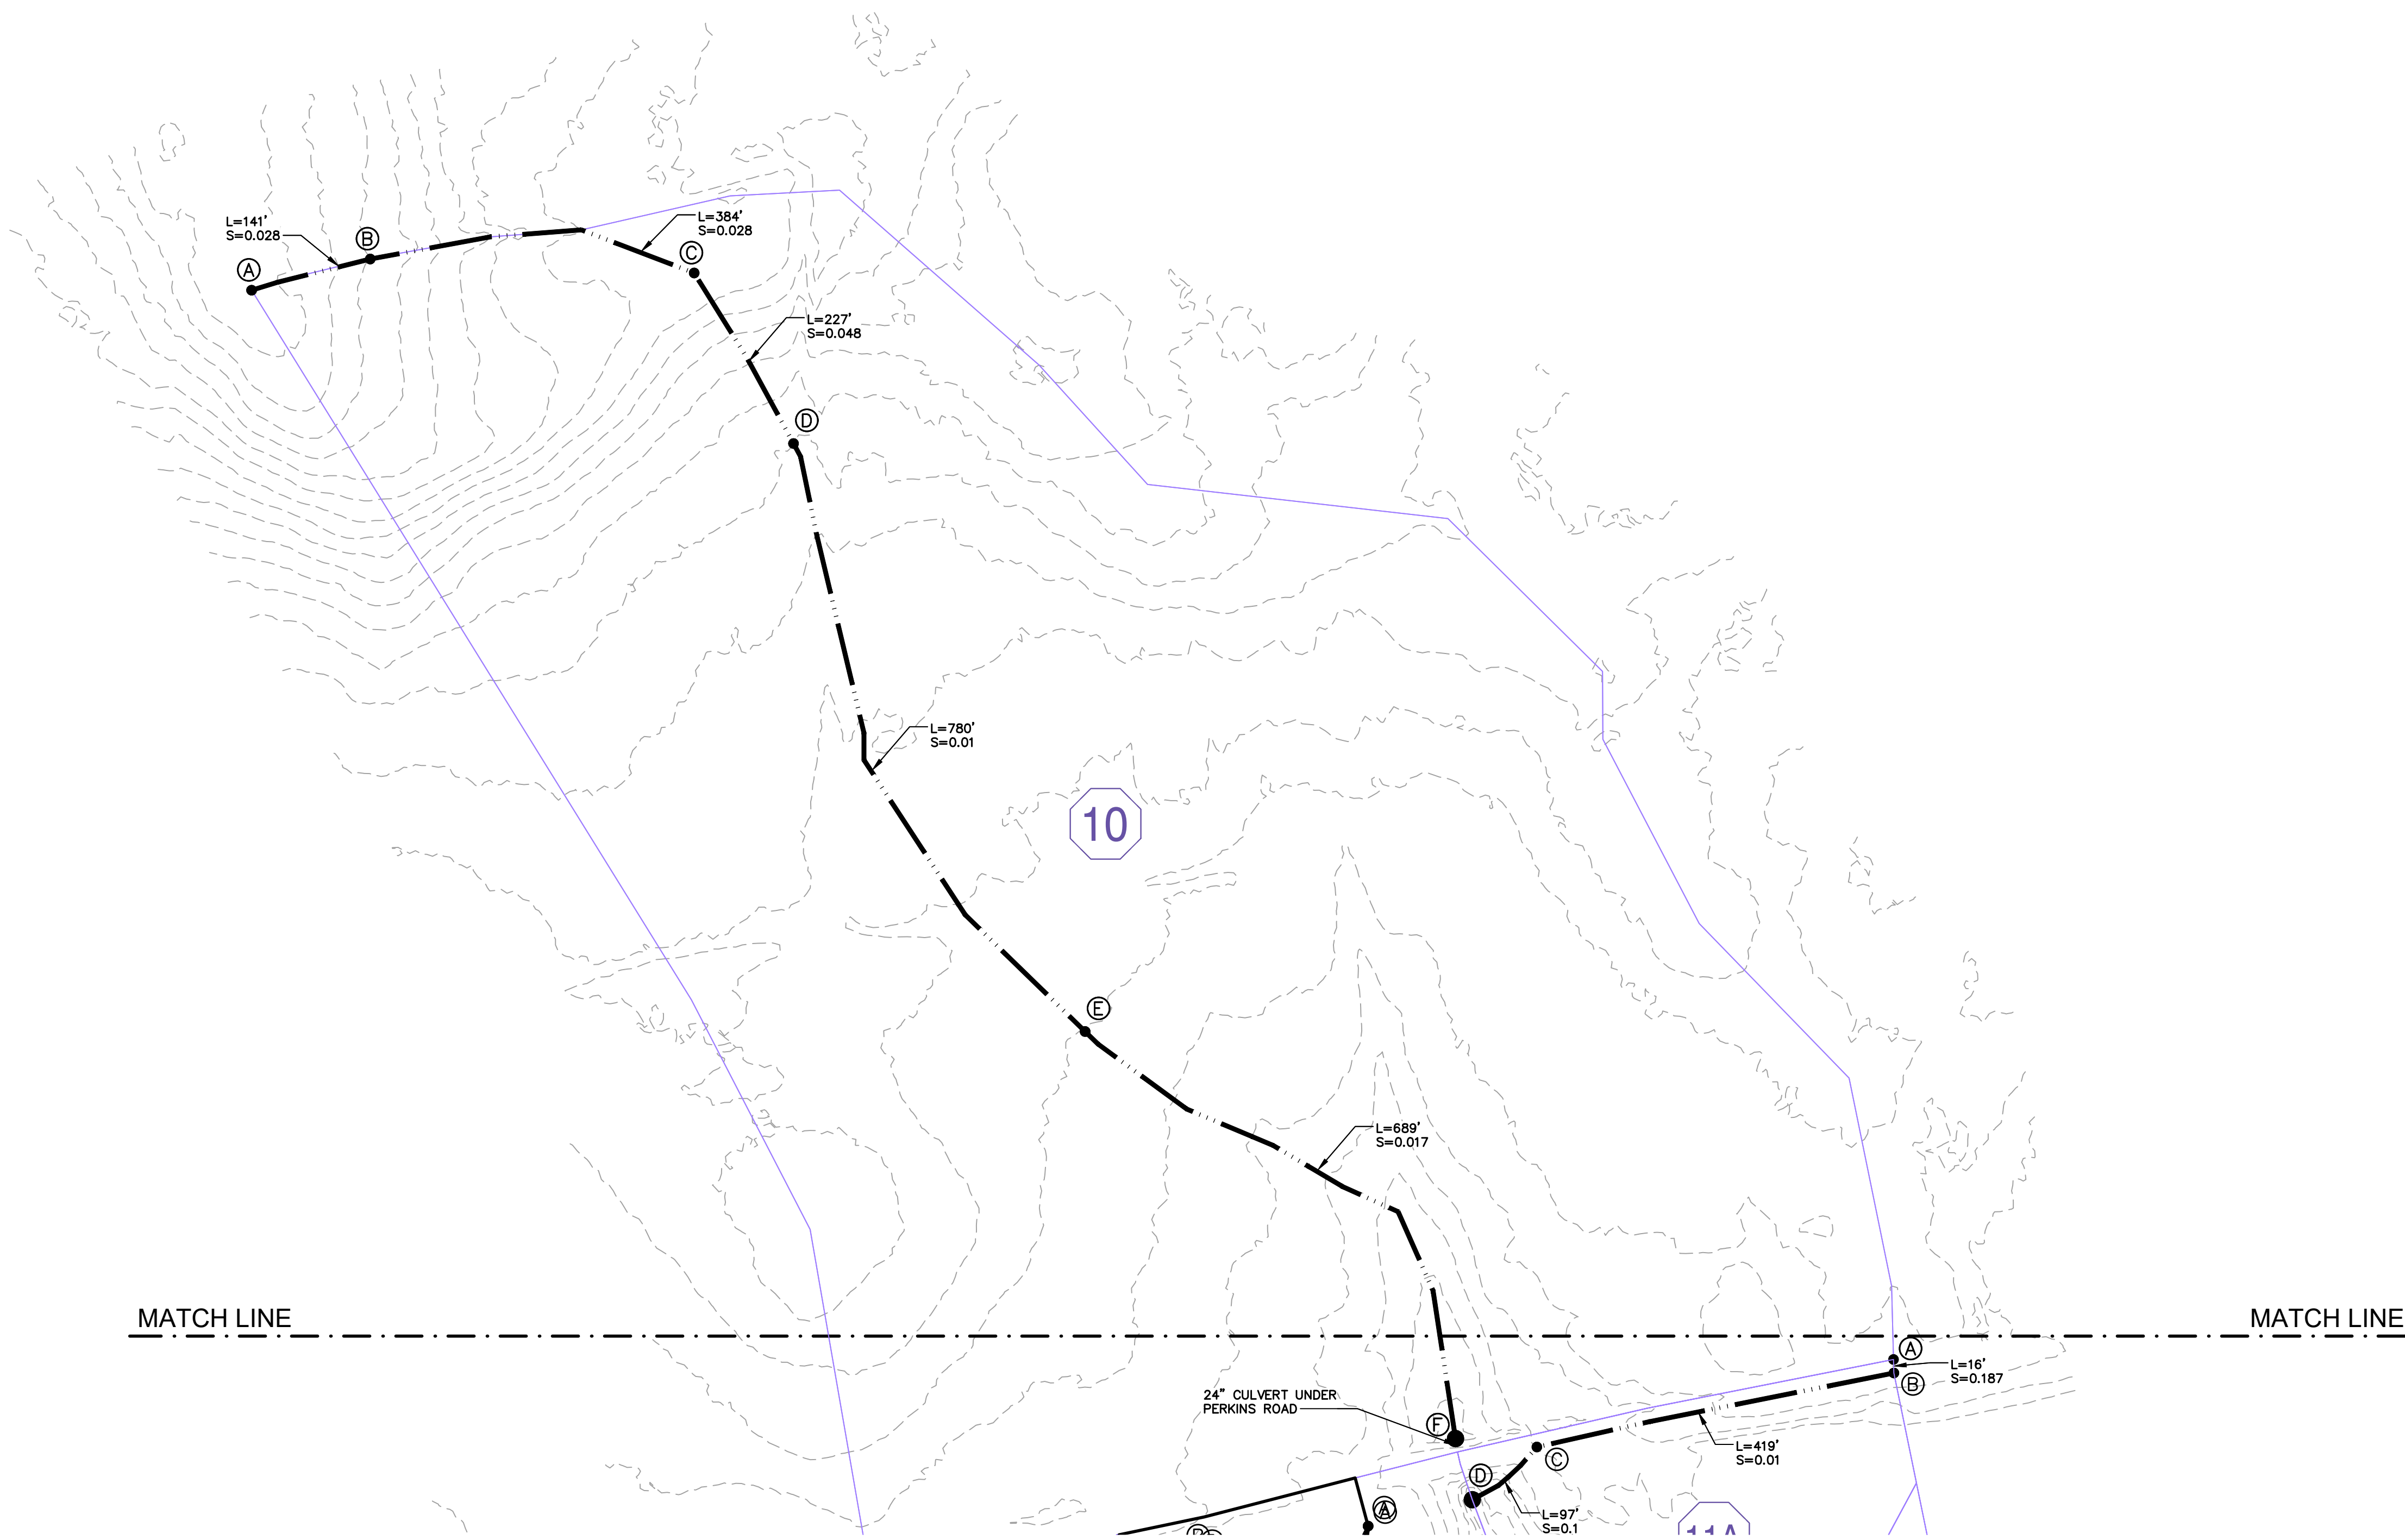 L=141'
S=0.028
A
B
L=384'
S=0.028
C
L=227'
S=0.048
D
L=780'
S=0.01
10
E
L=689'
S=0.017
MATCH LINE
MATCH LINE
A
L=16'
S=0.187
B
24" CULVERT UNDER
PERKINS ROAD
F
L=419'
S=0.01
C
D
L=97'
S=0.1
A
B
11A